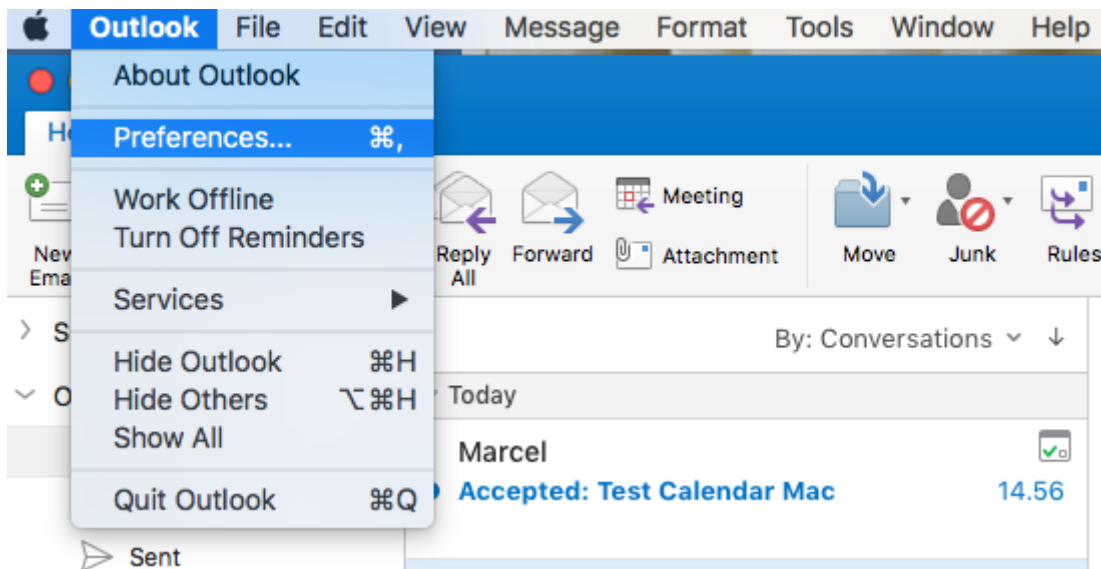 Outlook File Edit View Message Format Tools Window Help
About Outlook
Preferences... ⌘,
Work Offline
Turn Off Reminders
Services ▶
Hide Outlook ⌘H
Hide Others ⌥⌘H
Show All
Quit Outlook ⌘Q
Reply All
Forward
Meeting
Attachment
Move
Junk
Rules
By: Conversations
Today
Marcel
Accepted: Test Calendar Mac 14.56
Sent